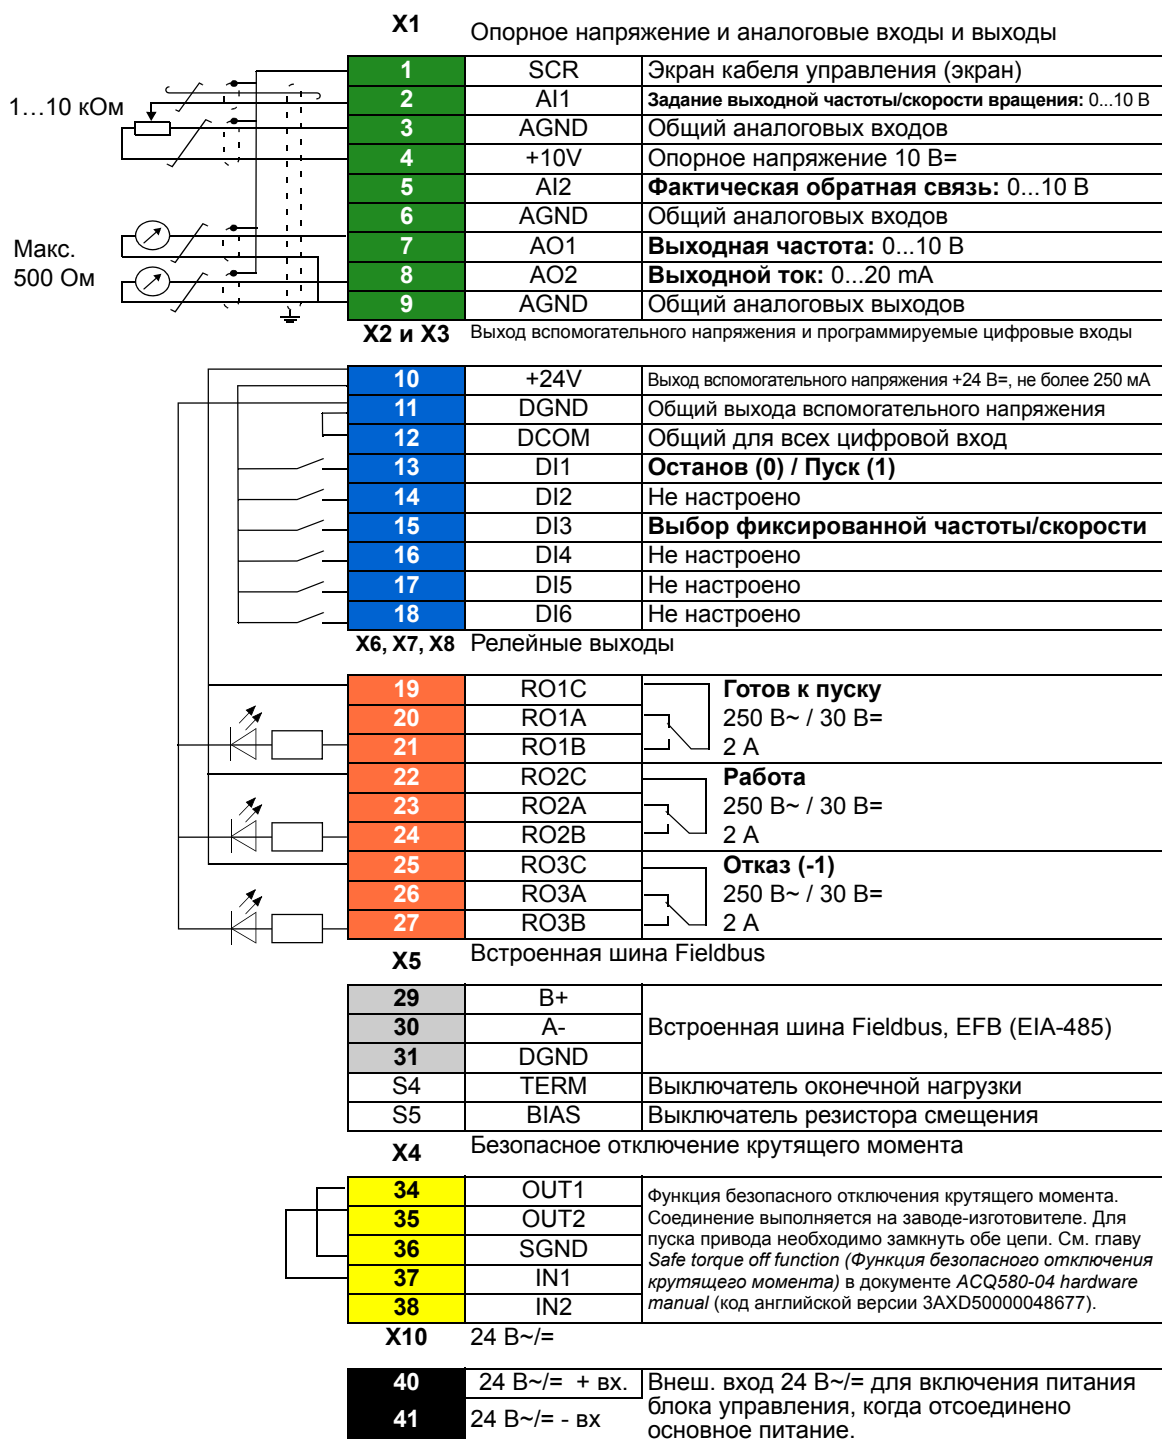 X1 Опорное напряжение и аналоговые входы и выходы
1 SCR Экран кабеля управления (экран)
1…10 кОм
2 AI1 Задание выходной частоты/скорости вращения: 0...10 В
3 AGND Общий аналоговых входов
4 +10V Опорное напряжение 10 В=
5 AI2 Фактическая обратная связь: 0...10 В
6 AGND Общий аналоговых входов
Макс.
500 Ом
7 AO1 Выходная частота: 0...10 В
8 AO2 Выходной ток: 0...20 mA
9 AGND Общий аналоговых выходов
X2 и X3 Выход вспомогательного напряжения и программируемые цифровые входы
10 +24V Выход вспомогательного напряжения +24 В=, не более 250 мА
11 DGND Общий выхода вспомогательного напряжения
12 DCOM Общий для всех цифровой вход
13 DI1 Останов (0) / Пуск (1)
14 DI2 Не настроено
15 DI3 Выбор фиксированной частоты/скорости
16 DI4 Не настроено
17 DI5 Не настроено
18 DI6 Не настроено
X6, X7, X8 Релейные выходы
19 RO1C Готов к пуску
20 RO1A 250 В~ / 30 В=
21 RO1B 2 А
22 RO2C Работа
23 RO2A 250 В~ / 30 В=
24 RO2B 2 А
25 RO3C Отказ (-1)
26 RO3A 250 В~ / 30 В=
27 RO3B 2 А
X5 Встроенная шина Fieldbus
29 B+
30 A- Встроенная шина Fieldbus, EFB (EIA-485)
31 DGND
S4 TERM Выключатель оконечной нагрузки
S5 BIAS Выключатель резистора смещения
X4 Безопасное отключение крутящего момента
34 OUT1
35 OUT2
36 SGND
37 IN1
38 IN2
Функция безопасного отключения крутящего момента.
Соединение выполняется на заводе-изготовителе. Для
пуска привода необходимо замкнуть обе цепи. См. главу
Safe torque off function (Функция безопасного отключения
крутящего момента) в документе ACQ580-04 hardware
manual (код английской версии 3AXD50000048677).
X10 24 В~/=
40 24 В~/= + вх.
41 24 В~/= - вх
Внеш. вход 24 В~/= для включения питания
блока управления, когда отсоединено
основное питание.